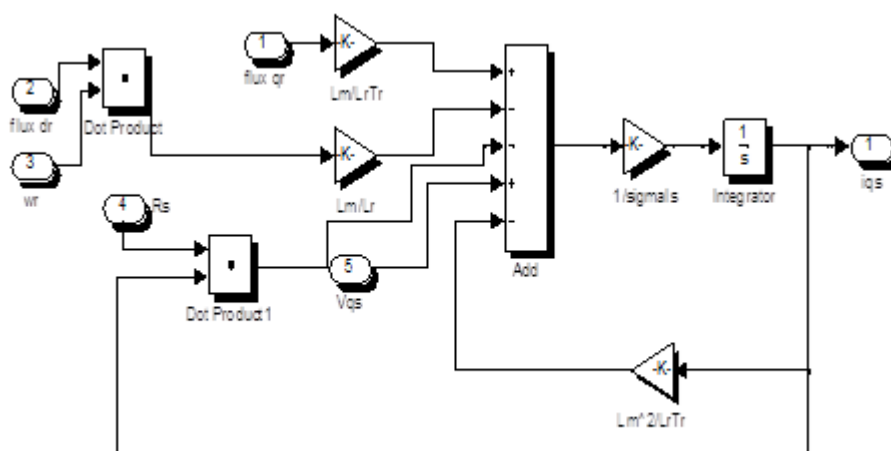 1
-K-
flux qr
Lm/LrTr
2
flux dr
Dot Product
3
wr
-K-
Lm/Lr
4
Rs
Dot Product1
5
Vqs
+
−
−
+
−
Add
-K-
1/sigmals
1
s
Integrator
1
iqs
-K-
Lm^2/LrTr